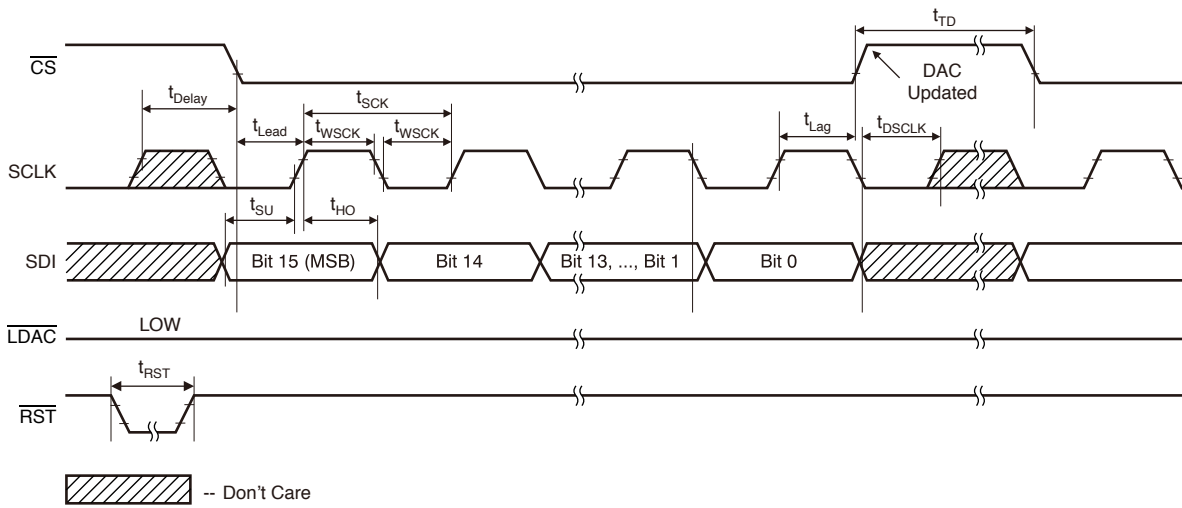 tTD
CS
DAC
Updated
tDelay
tSCK
tLead
tWSCK
tWSCK
tLag
tDSCLK
SCLK
tSU
tHO
SDI
Bit 15 (MSB)
Bit 14
Bit 13, ..., Bit 1
Bit 0
LOW
LDAC
tRST
RST
-- Don't Care